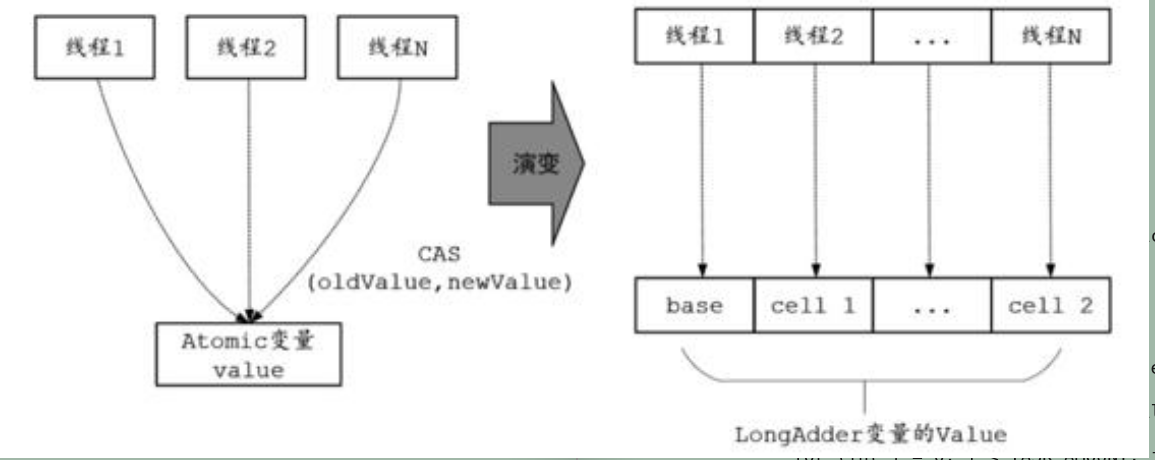 线程1 线程2 线程N
演变
CAS
(oldValue,newValue)
Atomic变量
value
线程1 线程2 ... 线程N
base cell 1 ... cell 2
LongAdder变量的Value